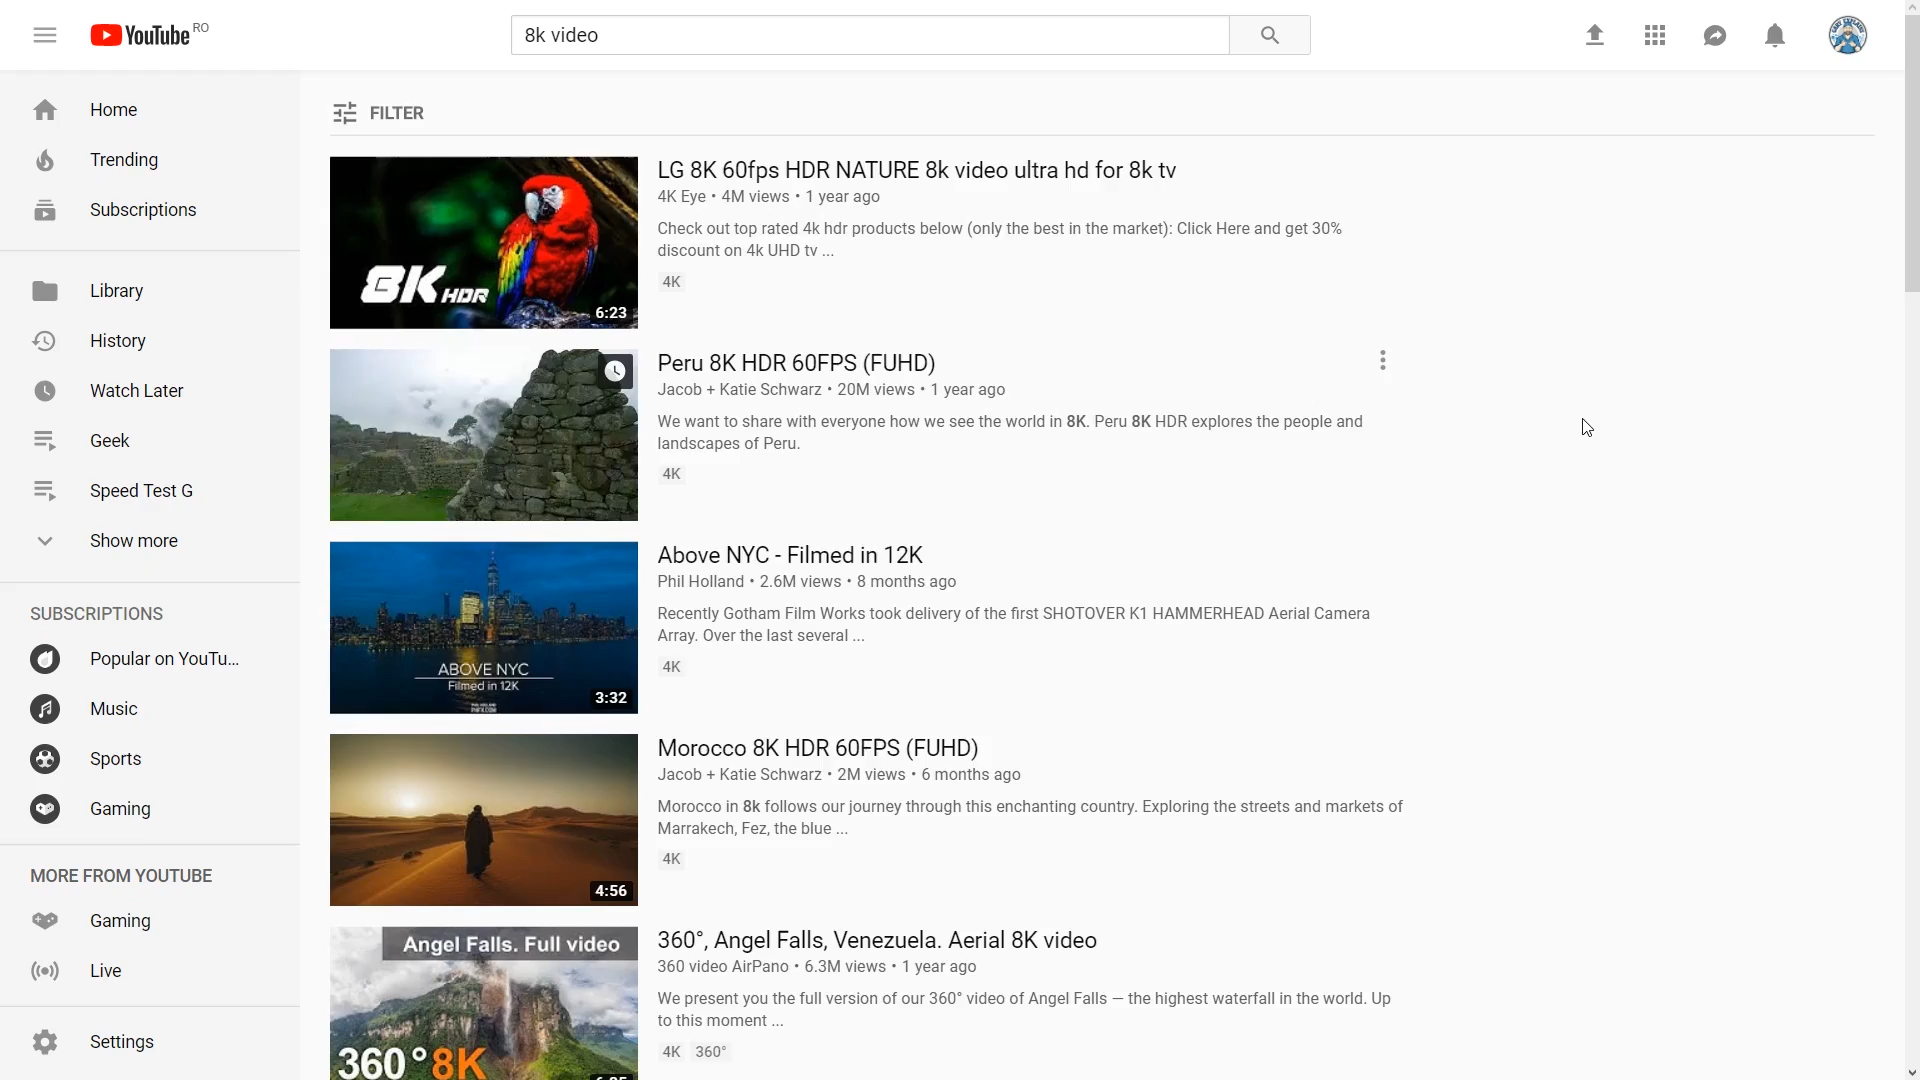 YouTube RO
8k video
Home
Trending
Subscriptions
Library
History
Watch Later
Geek
Speed Test G
Show more
SUBSCRIPTIONS
Popular on YouTu...
Music
Sports
Gaming
MORE FROM YOUTUBE
Gaming
Live
Settings
FILTER
8K HDR
6:23
LG 8K 60fps HDR NATURE 8k video ultra hd for 8k tv
4K Eye • 4M views • 1 year ago
Check out top rated 4k hdr products below (only the best in the market): Click Here and get 30%
discount on 4k UHD tv ...
4K
Peru 8K HDR 60FPS (FUHD)
Jacob + Katie Schwarz • 20M views • 1 year ago
We want to share with everyone how we see the world in 8K. Peru 8K HDR explores the people and
landscapes of Peru.
4K
ABOVE NYC
Filmed in 12K
3:32
Above NYC - Filmed in 12K
Phil Holland • 2.6M views • 8 months ago
Recently Gotham Film Works took delivery of the first SHOTOVER K1 HAMMERHEAD Aerial Camera
Array. Over the last several ...
4K
4:56
Morocco 8K HDR 60FPS (FUHD)
Jacob + Katie Schwarz • 2M views • 6 months ago
Morocco in 8k follows our journey through this enchanting country. Exploring the streets and markets of
Marrakech, Fez, the blue ...
4K
Angel Falls. Full video
360°8K
360°, Angel Falls, Venezuela. Aerial 8K video
360 video AirPano • 6.3M views • 1 year ago
We present you the full version of our 360° video of Angel Falls — the highest waterfall in the world. Up
to this moment ...
4K 360°